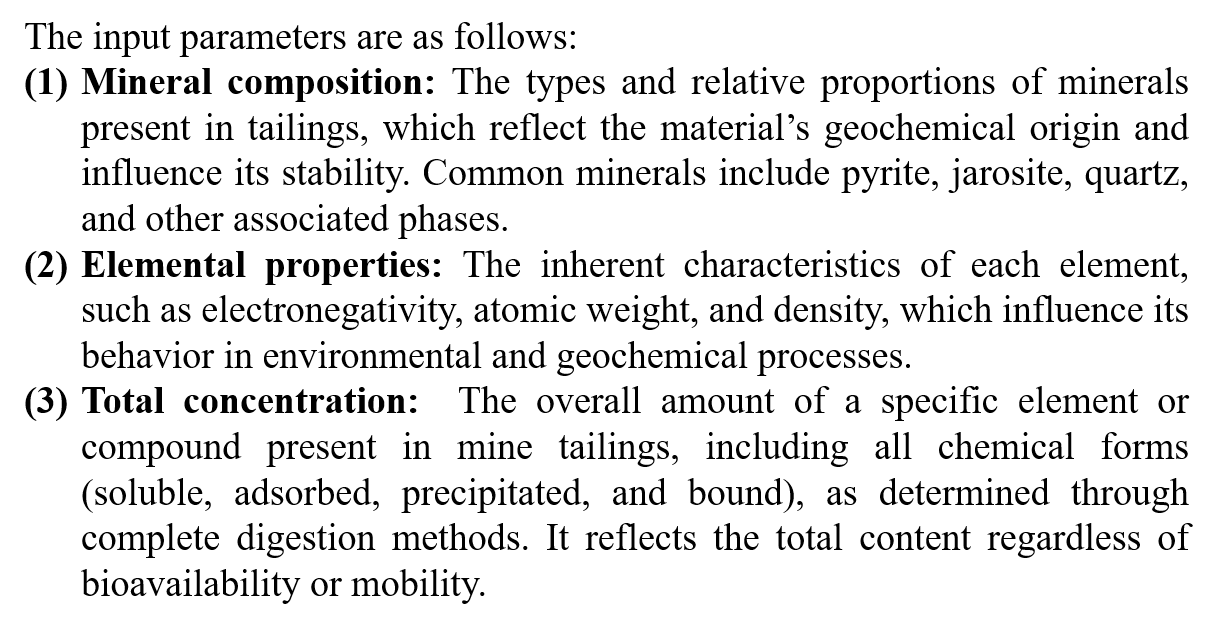 The input parameters are as follows:
(1) Mineral composition: The types and relative proportions of minerals
present in tailings, which reflect the material’s geochemical origin and
influence its stability. Common minerals include pyrite, jarosite, quartz,
and other associated phases.
(2) Elemental properties: The inherent characteristics of each element,
such as electronegativity, atomic weight, and density, which influence its
behavior in environmental and geochemical processes.
(3) Total concentration: The overall amount of a specific element or
compound present in mine tailings, including all chemical forms
(soluble, adsorbed, precipitated, and bound), as determined through
complete digestion methods. It reflects the total content regardless of
bioavailability or mobility.